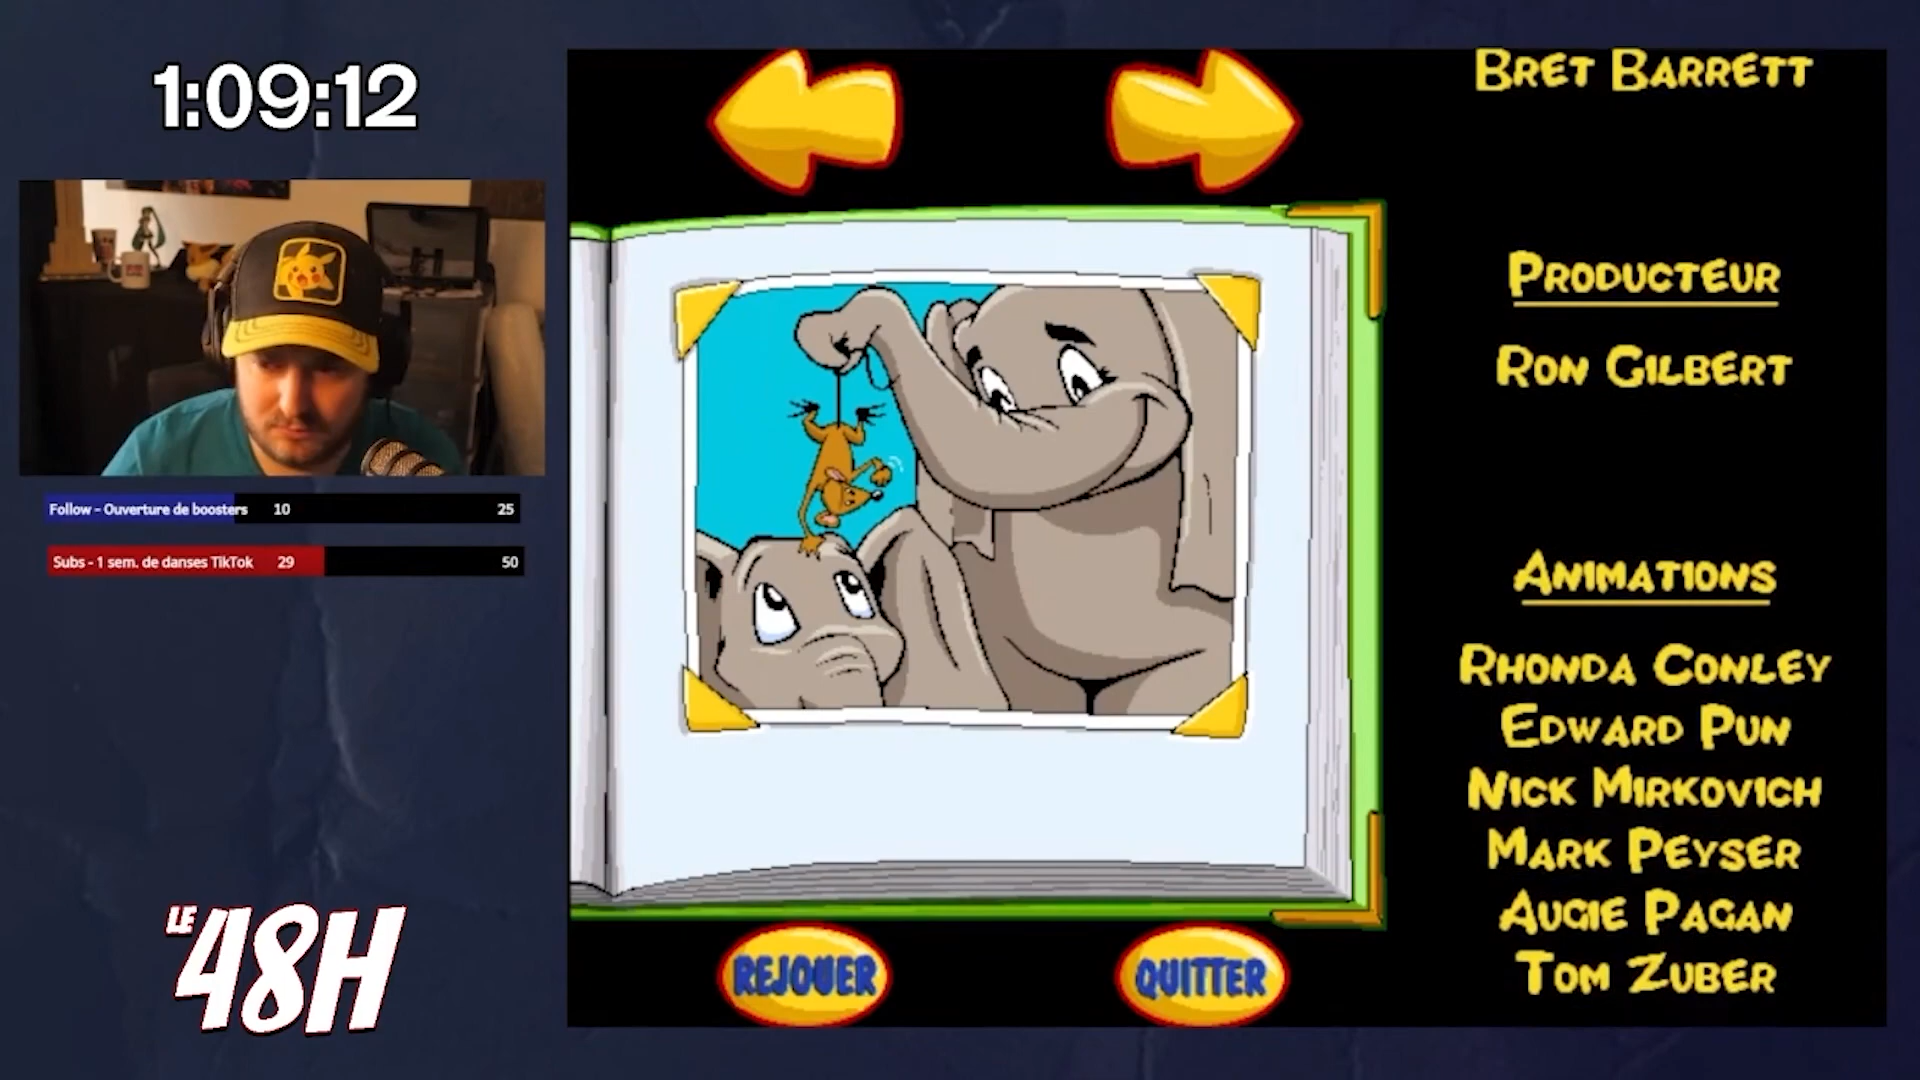 1:09:12
Follow - Ouverture de boosters 10 25
Subs - 1 sem. de danses TikTok 29 50
LE
48H
REJOUER
QUITTER
BRET BARRETT
PRODUCTEUR
RON GILBERT
ANIMATIONS
RHONDA CONLEY
EDWARD PUN
NICK MIRKOVICH
MARK PEYSER
AUGIE PAGAN
TOM ZUBER